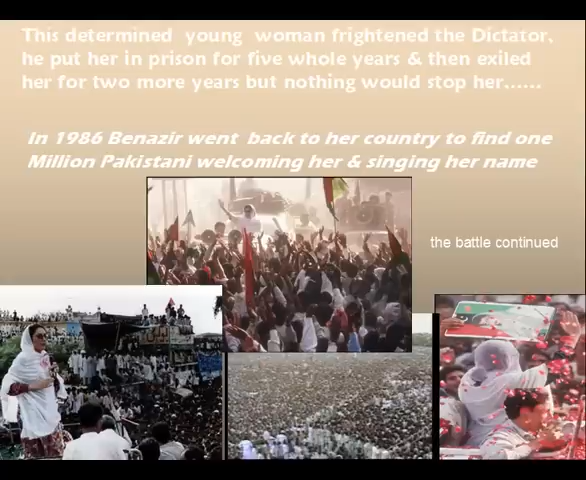 This determined young woman frightened the Dictator,
he put her in prison for five whole years & then exiled
her for two more years but nothing would stop her......
In 1986 Benazir went back to her country to find one
Million Pakistani welcoming her & singing her name
the battle continued